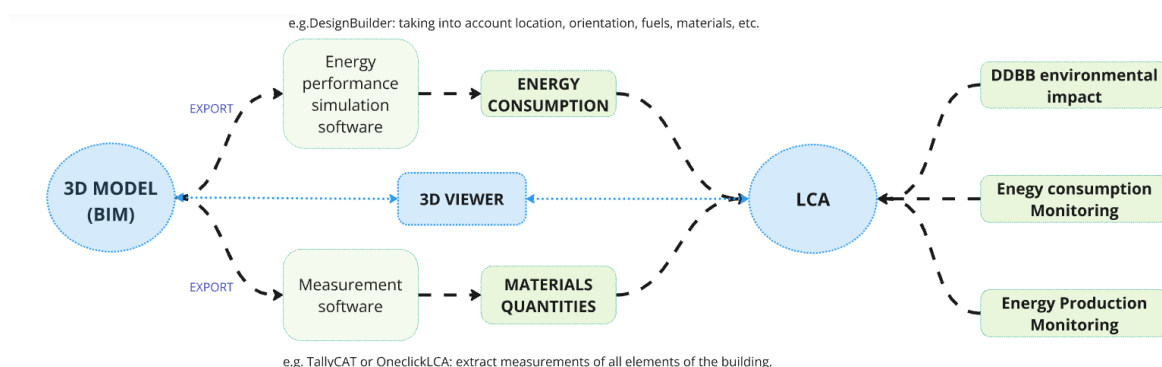 e.g.DesignBuilder: taking into account location, orientation, fuels, materials, etc.
Energy
performance
simulation
software
EXPORT
ENERGY
CONSUMPTION
DDBB environmental
impact
3D MODEL
(BIM)
3D VIEWER
LCA
Enegy consumption
Monitoring
EXPORT
Measurement
software
MATERIALS
QUANTITIES
Energy Production
Monitoring
e.g. TallyCAT or OneclickLCA: extract measurements of all elements of the building.